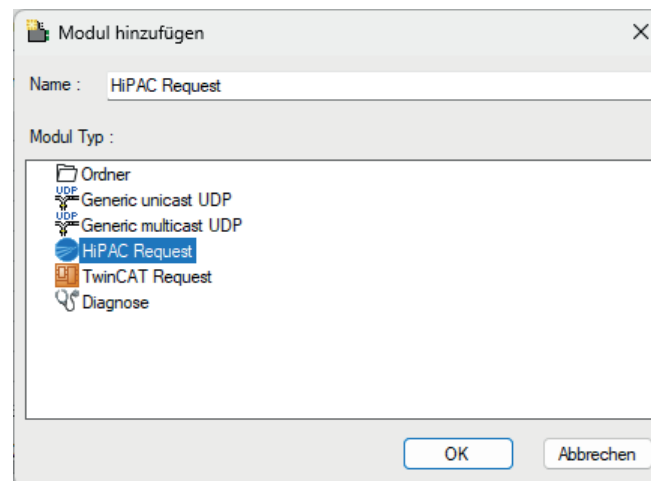 Modul hinzufügen
Name : HiPAC Request
Modul Typ :
Ordner
UDP Generic unicast UDP
UDP Generic multicast UDP
HiPAC Request
TwinCAT Request
Diagnose
OK Abbrechen